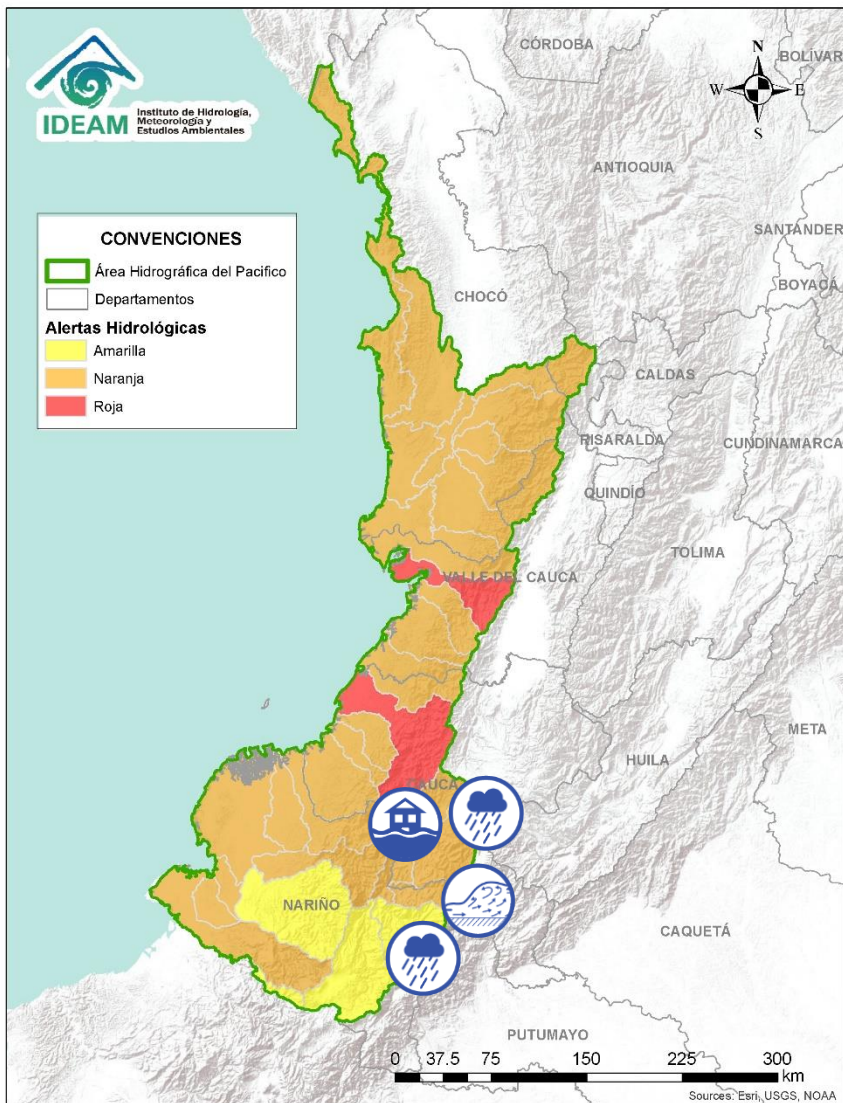 IDEAM
Instituto de Hidrología,
Meteorología y
Estudios Ambientales
CÓRDOBA
BOLÍVAR
N
W
E
S
ANTIOQUIA
SANTANDER
BOYACÁ
CONVENCIONES
Área Hidrográfica del Pacifico
Departamentos
Alertas Hidrológicas
Amarilla
Naranja
Roja
CHOCÓ
CALDAS
RISARALDA
CUNDINAMARCA
QUINDÍO
TOLIMA
VALLE DEL CAUCA
META
HUILA
CAUCA
NARIÑO
CAQUETÁ
PUTUMAYO
0 37.5 75 150 225 300
km
Sources: Esri, USGS, NOAA